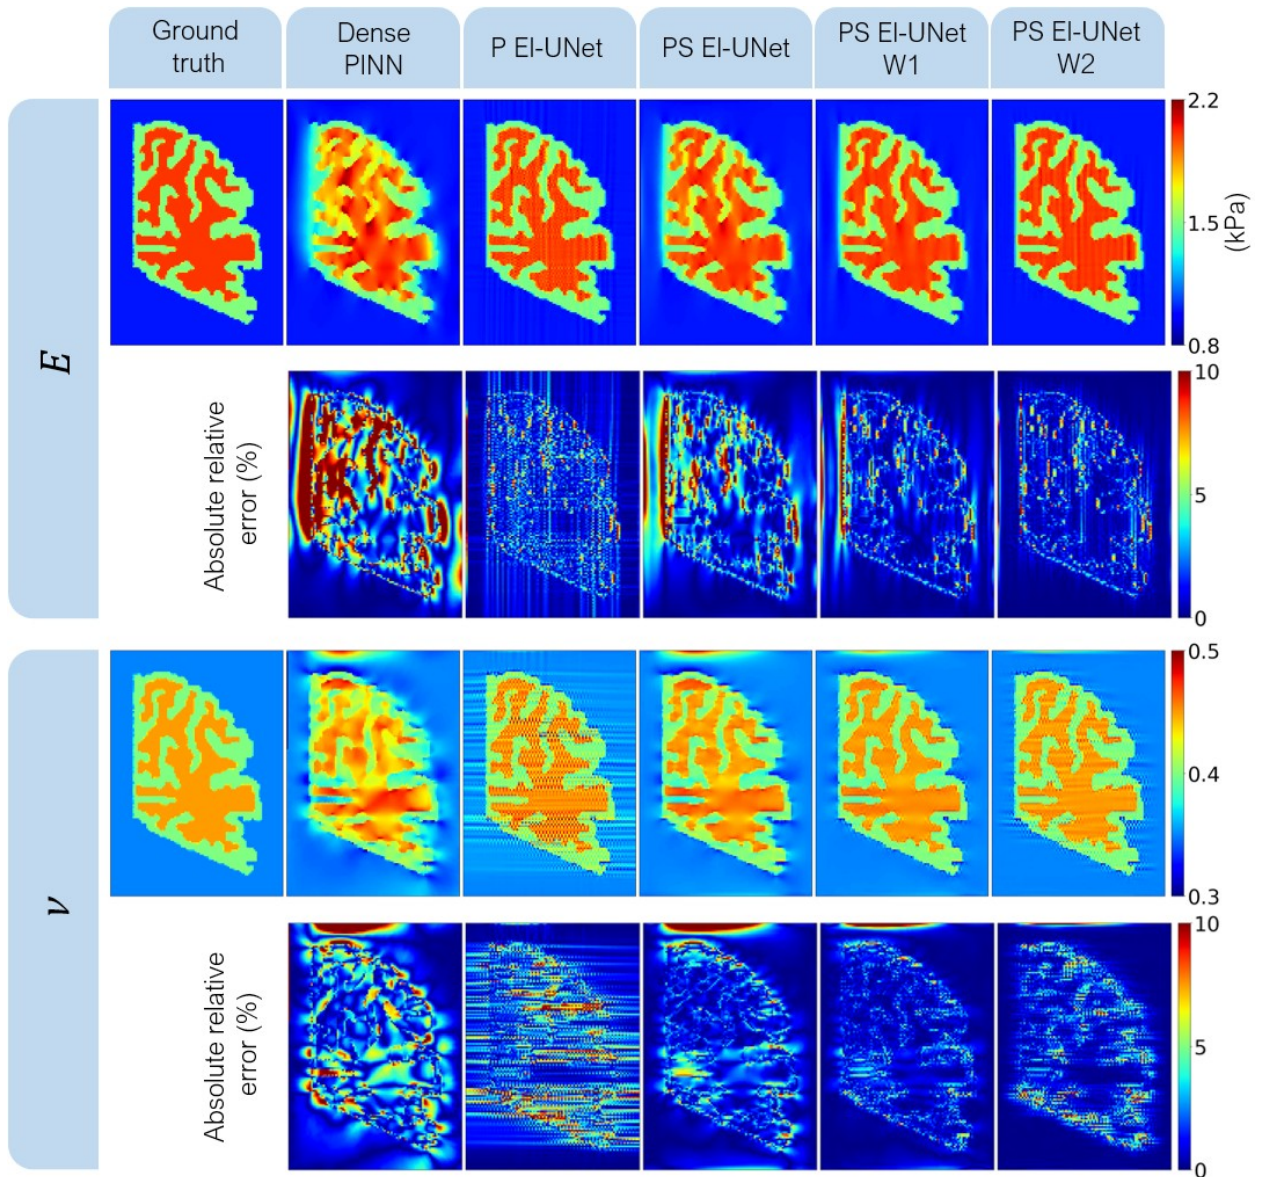 Ground
truth
Dense
PINN
P El-UNet
PS El-UNet
PS El-UNet
W1
PS El-UNet
W2
E
2.2
1.5
0.8
(kPa)
Absolute relative
error (%)
10
5
0
ν
0.5
0.4
0.3
Absolute relative
error (%)
10
5
0